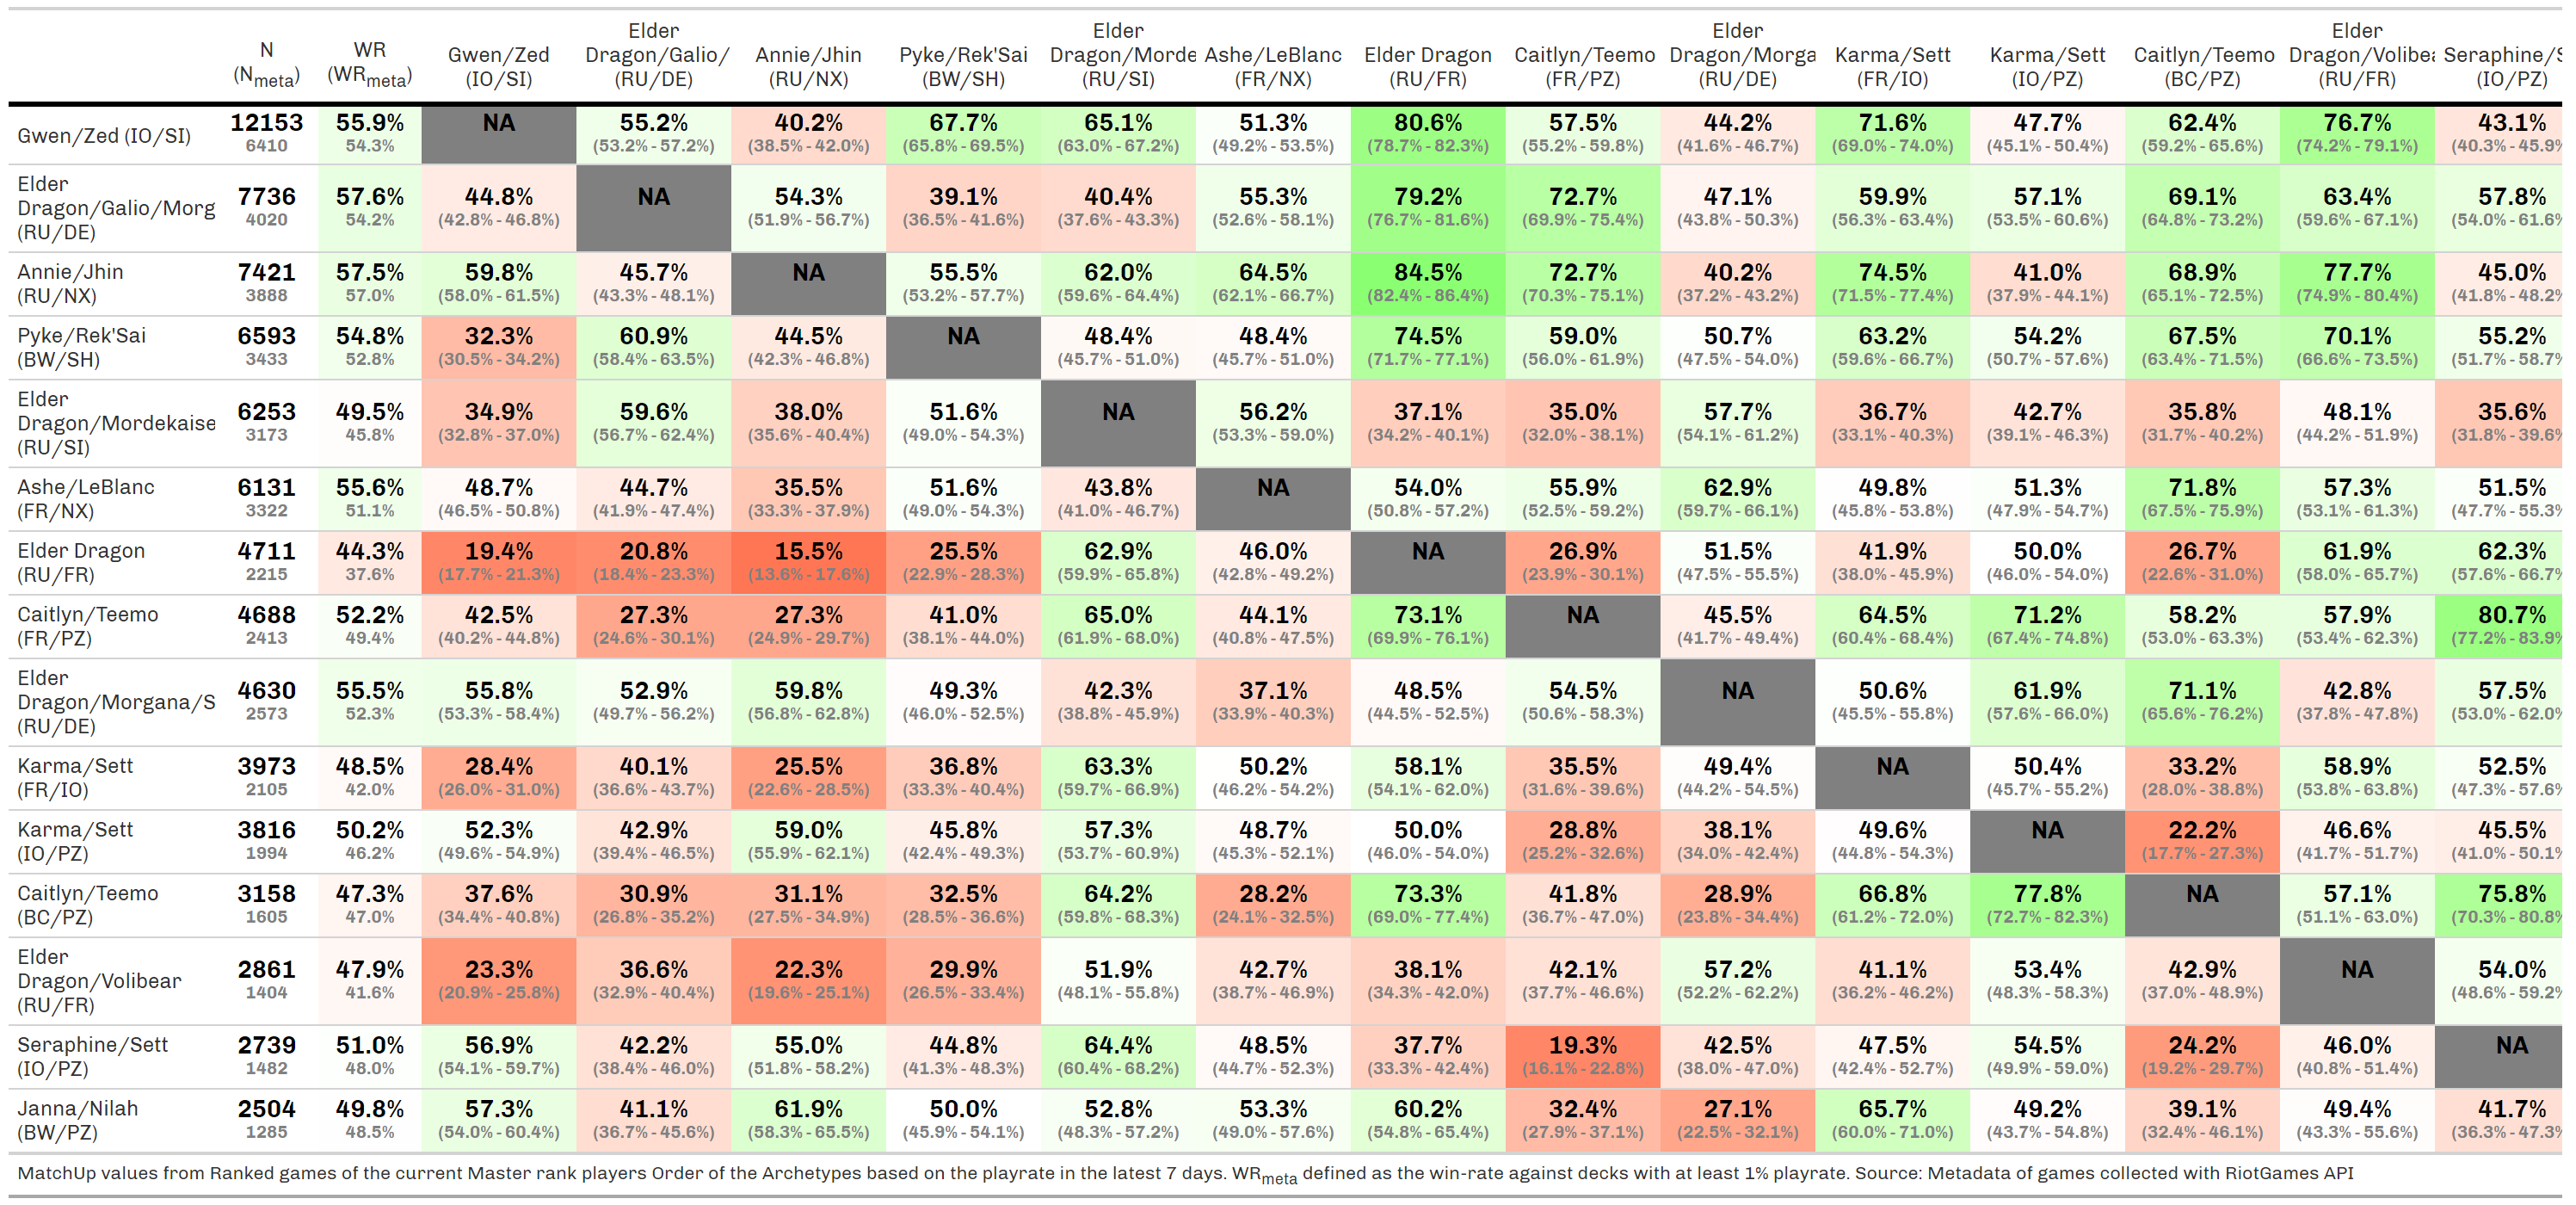 Elder Elder Elder Elder
N WR Gwen/Zed Dragon/Galio/ Annie/Jhin Pyke/Rek'Sai Dragon/Morde Ashe/LeBlanc Elder Dragon Caitlyn/Teemo Dragon/Morga Karma/Sett Karma/Sett Caitlyn/Teemo Dragon/Volibea Seraphine/S
(Nmeta) (WRmeta) (IO/SI) (RU/DE) (RU/NX) (BW/SH) (RU/SI) (FR/NX) (RU/FR) (FR/PZ) (RU/DE) (FR/IO) (IO/PZ) (BC/PZ) (RU/FR) (IO/PZ)
Gwen/Zed (IO/SI) 12153 55.9% NA 55.2% 40.2% 67.7% 65.1% 51.3% 80.6% 57.5% 44.2% 71.6% 47.7% 62.4% 76.7% 43.1%
6410 54.3% (53.2% - 57.2%) (38.5% - 42.0%) (65.8% - 69.5%) (63.0% - 67.2%) (49.2% - 53.5%) (78.7% - 82.3%) (55.2% - 59.8%) (41.6% - 46.7%) (69.0% - 74.0%) (45.1% - 50.4%) (59.2% - 65.6%) (74.2% - 79.1%) (40.3% - 45.9%
Elder
Dragon/Galio/Morg
(RU/DE)
7736 57.6% 44.8% NA 54.3% 39.1% 40.4% 55.3% 79.2% 72.7% 47.1% 59.9% 57.1% 69.1% 63.4% 57.8%
4020 54.2% (42.8% - 46.8%) (51.9% - 56.7%) (36.5% - 41.6%) (37.6% - 43.3%) (52.6% - 58.1%) (76.7% - 81.6%) (69.9% - 75.4%) (43.8% - 50.3%) (56.3% - 63.4%) (53.5% - 60.6%) (64.8% - 73.2%) (59.6% - 67.1%) (54.0% - 61.6%
Annie/Jhin 7421 57.5% 59.8% 45.7% NA 55.5% 62.0% 64.5% 84.5% 72.7% 40.2% 74.5% 41.0% 68.9% 77.7% 45.0%
(RU/NX) 3888 57.0% (58.0% - 61.5%) (43.3% - 48.1%) (53.2% - 57.7%) (59.6% - 64.4%) (62.1% - 66.7%) (82.4% - 86.4%) (70.3% - 75.1%) (37.2% - 43.2%) (71.5% - 77.4%) (37.9% - 44.1%) (65.1% - 72.5%) (74.9% - 80.4%) (41.8% - 48.2%
Pyke/Rek'Sai 6593 54.8% 32.3% 60.9% 44.5% NA 48.4% 48.4% 74.5% 59.0% 50.7% 63.2% 54.2% 67.5% 70.1% 55.2%
(BW/SH) 3433 52.8% (30.5% - 34.2%) (58.4% - 63.5%) (42.3% - 46.8%) (45.7% - 51.0%) (45.7% - 51.0%) (71.7% - 77.1%) (56.0% - 61.9%) (47.5% - 54.0%) (59.6% - 66.7%) (50.7% - 57.6%) (63.4% - 71.5%) (66.6% - 73.5%) (51.7% - 58.7%
Elder
Dragon/Mordekaise
(RU/SI)
6253 49.5% 34.9% 59.6% 38.0% 51.6% NA 56.2% 37.1% 35.0% 57.7% 36.7% 42.7% 35.8% 48.1% 35.6%
3173 45.8% (32.8% - 37.0%) (56.7% - 62.4%) (35.6% - 40.4%) (49.0% - 54.3%) (53.3% - 59.0%) (34.2% - 40.1%) (32.0% - 38.1%) (54.1% - 61.2%) (33.1% - 40.3%) (39.1% - 46.3%) (31.7% - 40.2%) (44.2% - 51.9%) (31.8% - 39.6%
Ashe/LeBlanc 6131 55.6% 48.7% 44.7% 35.5% 51.6% 43.8% NA 54.0% 55.9% 62.9% 49.8% 51.3% 71.8% 57.3% 51.5%
(FR/NX) 3322 51.1% (46.5% - 50.8%) (41.9% - 47.4%) (33.3% - 37.9%) (49.0% - 54.3%) (41.0% - 46.7%) (50.8% - 57.2%) (52.5% - 59.2%) (59.7% - 66.1%) (45.8% - 53.8%) (47.9% - 54.7%) (67.5% - 75.9%) (53.1% - 61.3%) (47.7% - 55.3%
Elder Dragon 4711 44.3% 19.4% 20.8% 15.5% 25.5% 62.9% 46.0% NA 26.9% 51.5% 41.9% 50.0% 26.7% 61.9% 62.3%
(RU/FR) 2215 37.6% (17.7% - 21.3%) (18.4% - 23.3%) (13.6% - 17.6%) (22.9% - 28.3%) (59.9% - 65.8%) (42.8% - 49.2%) (23.9% - 30.1%) (47.5% - 55.5%) (38.0% - 45.9%) (46.0% - 54.0%) (22.6% - 31.0%) (58.0% - 65.7%) (57.6% - 66.7%
Caitlyn/Teemo 4688 52.2% 42.5% 27.3% 27.3% 41.0% 65.0% 44.1% 73.1% NA 45.5% 64.5% 71.2% 58.2% 57.9% 80.7%
(FR/PZ) 2413 49.4% (40.2% - 44.8%) (24.6% - 30.1%) (24.9% - 29.7%) (38.1% - 44.0%) (61.9% - 68.0%) (40.8% - 47.5%) (69.9% - 76.1%) (41.7% - 49.4%) (60.4% - 68.4%) (67.4% - 74.8%) (53.0% - 63.3%) (53.4% - 62.3%) (77.2% - 83.9%
Elder
Dragon/Morgana/S
(RU/DE)
4630 55.5% 55.8% 52.9% 59.8% 49.3% 42.3% 37.1% 48.5% 54.5% NA 50.6% 61.9% 71.1% 42.8% 57.5%
2573 52.3% (53.3% - 58.4%) (49.7% - 56.2%) (56.8% - 62.8%) (46.0% - 52.5%) (38.8% - 45.9%) (33.9% - 40.3%) (44.5% - 52.5%) (50.6% - 58.3%) (45.5% - 55.8%) (57.6% - 66.0%) (65.6% - 76.2%) (37.8% - 47.8%) (53.0% - 62.0%
Karma/Sett 3973 48.5% 28.4% 40.1% 25.5% 36.8% 63.3% 50.2% 58.1% 35.5% 49.4% NA 50.4% 33.2% 58.9% 52.5%
(FR/IO) 2105 42.0% (26.0% - 31.0%) (36.6% - 43.7%) (22.6% - 28.5%) (33.3% - 40.4%) (59.7% - 66.9%) (46.2% - 54.2%) (54.1% - 62.0%) (31.6% - 39.6%) (44.2% - 54.5%) (45.7% - 55.2%) (28.0% - 38.8%) (53.8% - 63.8%) (47.3% - 57.6%
Karma/Sett 3816 50.2% 52.3% 42.9% 59.0% 45.8% 57.3% 48.7% 50.0% 28.8% 38.1% 49.6% NA 22.2% 46.6% 45.5%
(IO/PZ) 1994 46.2% (49.6% - 54.9%) (39.4% - 46.5%) (55.9% - 62.1%) (42.4% - 49.3%) (53.7% - 60.9%) (45.3% - 52.1%) (46.0% - 54.0%) (25.2% - 32.6%) (34.0% - 42.4%) (44.8% - 54.3%) (17.7% - 27.3%) (41.7% - 51.7%) (41.0% - 50.1%
Caitlyn/Teemo 3158 47.3% 37.6% 30.9% 31.1% 32.5% 64.2% 28.2% 73.3% 41.8% 28.9% 66.8% 77.8% NA 57.1% 75.8%
(BC/PZ) 1605 47.0% (34.4% - 40.8%) (26.8% - 35.2%) (27.5% - 34.9%) (28.5% - 36.6%) (59.8% - 68.3%) (24.1% - 32.5%) (69.0% - 77.4%) (36.7% - 47.0%) (23.8% - 34.4%) (61.2% - 72.0%) (72.7% - 82.3%) (51.1% - 63.0%) (70.3% - 80.8%
Elder
Dragon/Volibear
(RU/FR)
2861 47.9% 23.3% 36.6% 22.3% 29.9% 51.9% 42.7% 38.1% 42.1% 57.2% 41.1% 53.4% 42.9% NA 54.0%
1404 41.6% (20.9% - 25.8%) (32.9% - 40.4%) (19.6% - 25.1%) (26.5% - 33.4%) (48.1% - 55.8%) (38.7% - 46.9%) (34.3% - 42.0%) (37.7% - 46.6%) (52.2% - 62.2%) (36.2% - 46.2%) (48.3% - 58.3%) (37.0% - 48.9%) (48.6% - 59.2%
Seraphine/Sett 2739 51.0% 56.9% 42.2% 55.0% 44.8% 64.4% 48.5% 37.7% 19.3% 42.5% 47.5% 54.5% 24.2% 46.0% NA
(IO/PZ) 1482 48.0% (54.1% - 59.7%) (38.4% - 46.0%) (51.8% - 58.2%) (41.3% - 48.3%) (60.4% - 68.2%) (44.7% - 52.3%) (33.3% - 42.4%) (16.1% - 22.8%) (38.0% - 47.0%) (42.4% - 52.7%) (49.9% - 59.0%) (19.2% - 29.7%) (40.8% - 51.4%)
Janna/Nilah 2504 49.8% 57.3% 41.1% 61.9% 50.0% 52.8% 53.3% 60.2% 32.4% 27.1% 65.7% 49.2% 39.1% 49.4% 41.7%
(BW/PZ) 1285 48.5% (54.0% - 60.4%) (36.7% - 45.6%) (58.3% - 65.5%) (45.9% - 54.1%) (48.3% - 57.2%) (49.0% - 57.6%) (54.8% - 65.4%) (27.9% - 37.1%) (22.5% - 32.1%) (60.0% - 71.0%) (43.7% - 54.8%) (32.4% - 46.1%) (43.3% - 55.6%) (36.3% - 47.3%
MatchUp values from Ranked games of the current Master rank players Order of the Archetypes based on the playrate in the latest 7 days. WRmeta defined as the win-rate against decks with at least 1% playrate. Source: Metadata of games collected with RiotGames API